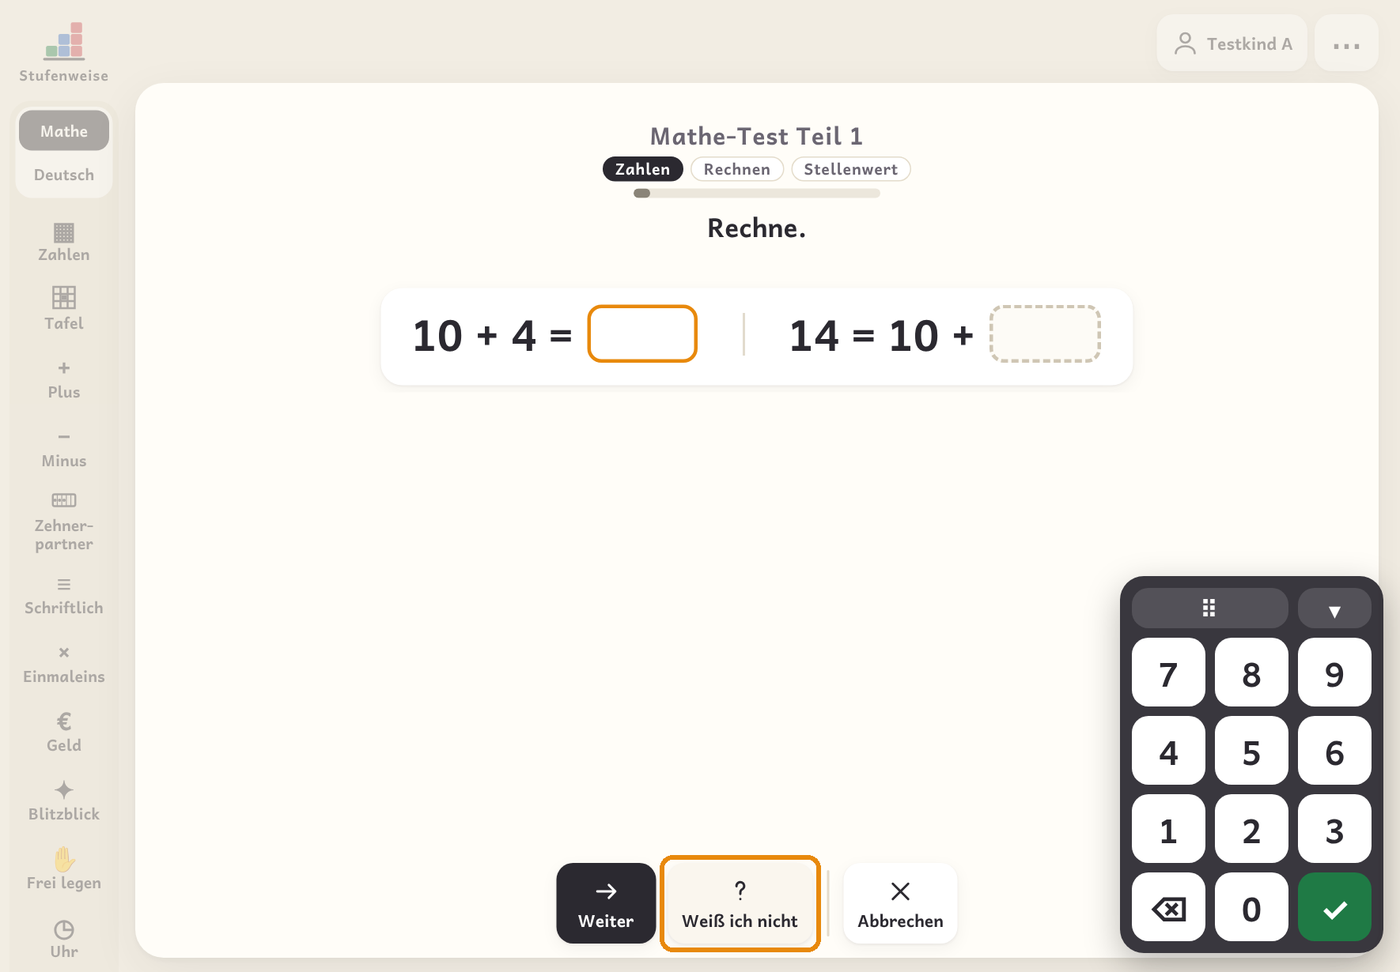 Stufenweise
Testkind A
...
Mathe
Deutsch
Zahlen
Tafel
+
Plus
−
Minus
Zehner-
partner
Schriftlich
×
Einmaleins
€
Geld
Blitzblick
Frei legen
Uhr
Mathe-Test Teil 1
Zahlen Rechnen Stellenwert
Rechne.
10 + 4 =
14 = 10 +
→ ? ×
Weiter Weiß ich nicht Abbrechen
7 8 9
4 5 6
1 2 3
0